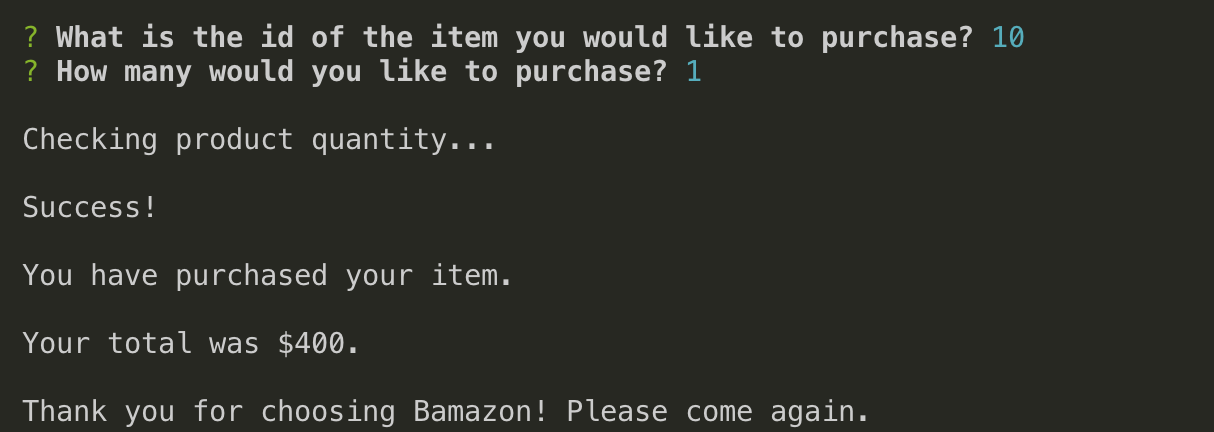 ? What is the id of the item you would like to purchase? 10
? How many would you like to purchase? 1
Checking product quantity...
Success!
You have purchased your item.
Your total was $400.
Thank you for choosing Bamazon! Please come again.